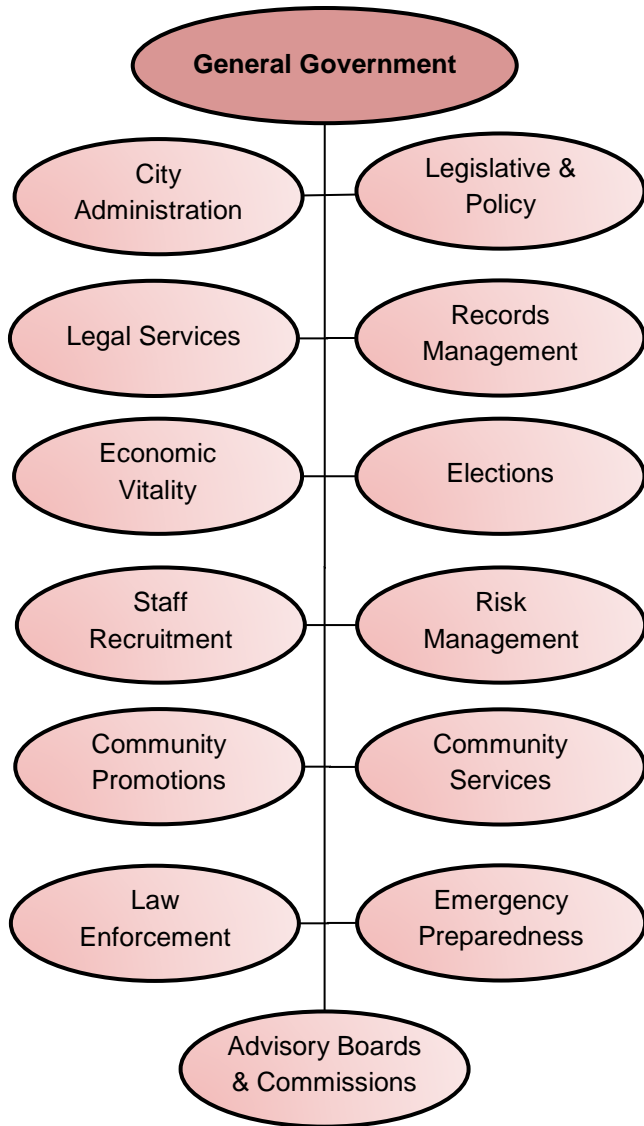 General Government
City
Administration
Legislative &
Policy
Legal Services
Records
Management
Economic
Vitality
Elections
Staff
Recruitment
Risk
Management
Community
Promotions
Community
Services
Law
Enforcement
Emergency
Preparedness
Advisory Boards
& Commissions